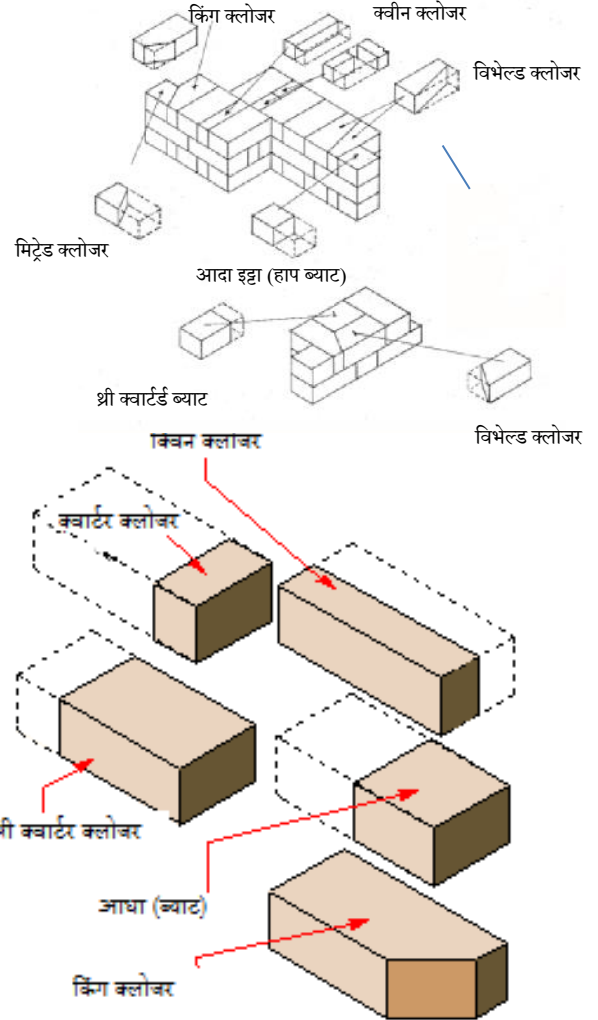 किंग क्लोजर
क्वीन क्लोजर
विभेल्ड क्लोजर
मिट्रेड क्लोजर
आदा इट्टा (हाप ब्याट)
थ्री क्वार्टर्ड ब्याट
विभेल्ड क्लोजर
क्विन क्लोजर
क्वार्टर क्लोजर
क्वार्टर क्लोजर
आधा (ब्याट)
किंग क्लोजर